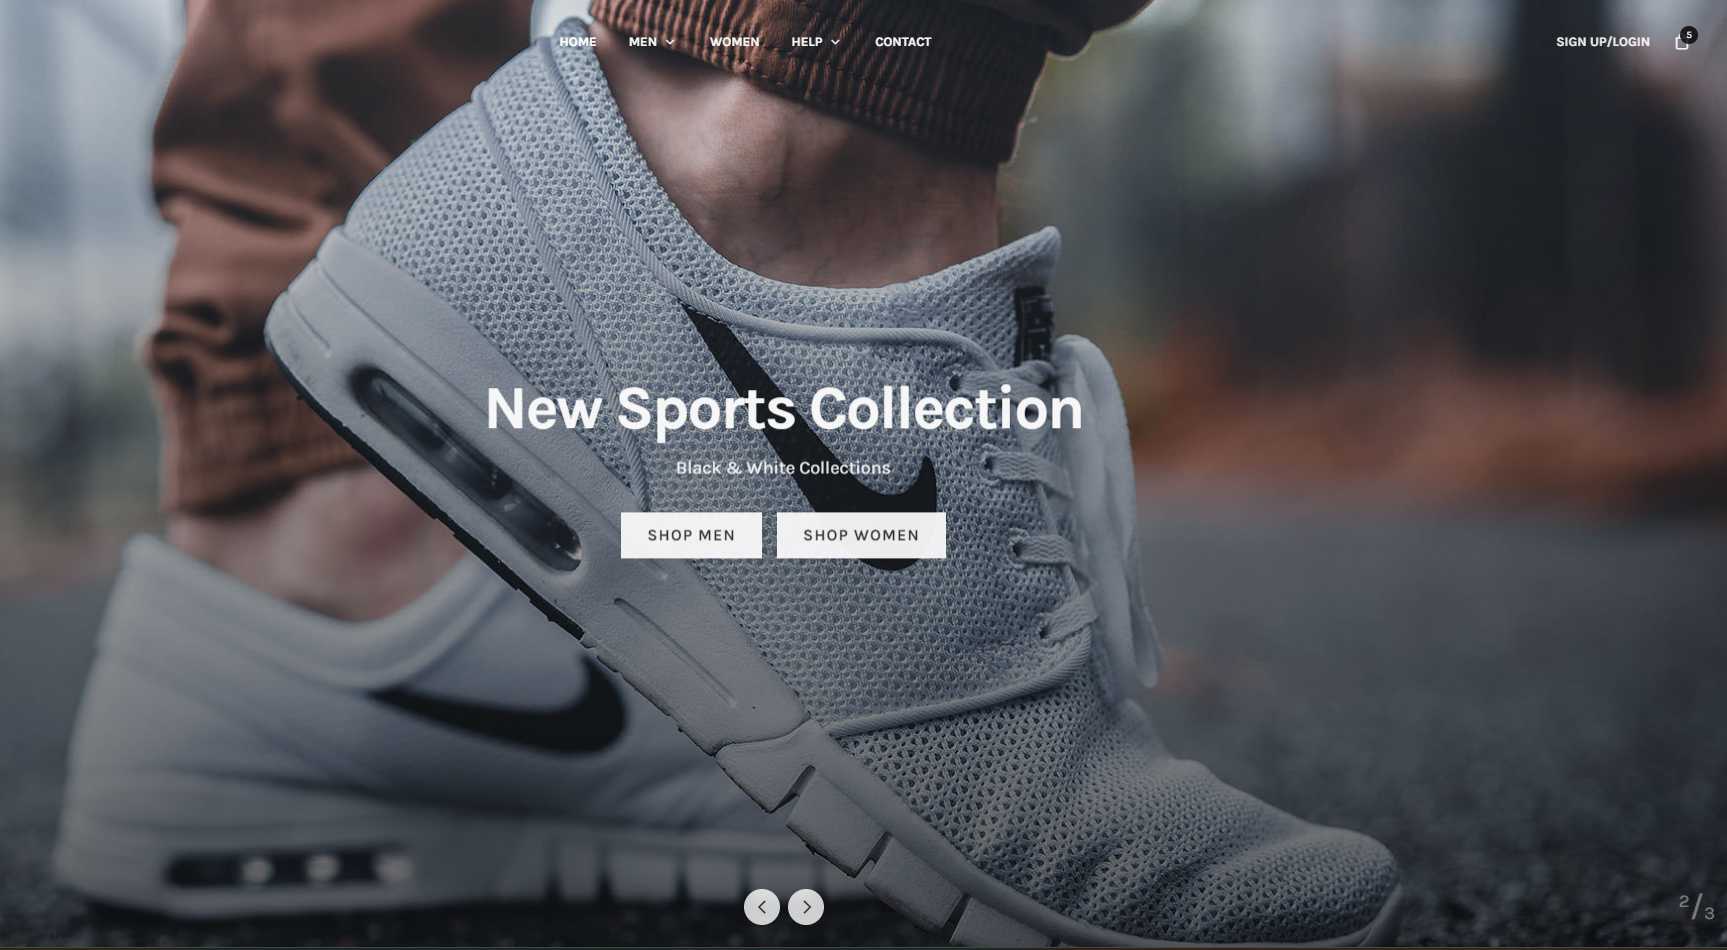 HOME MEN WOMEN HELP CONTACT SIGN UP/LOGIN 5
New Sports Collection
Black & White Collections
SHOP MEN SHOP WOMEN
2/3